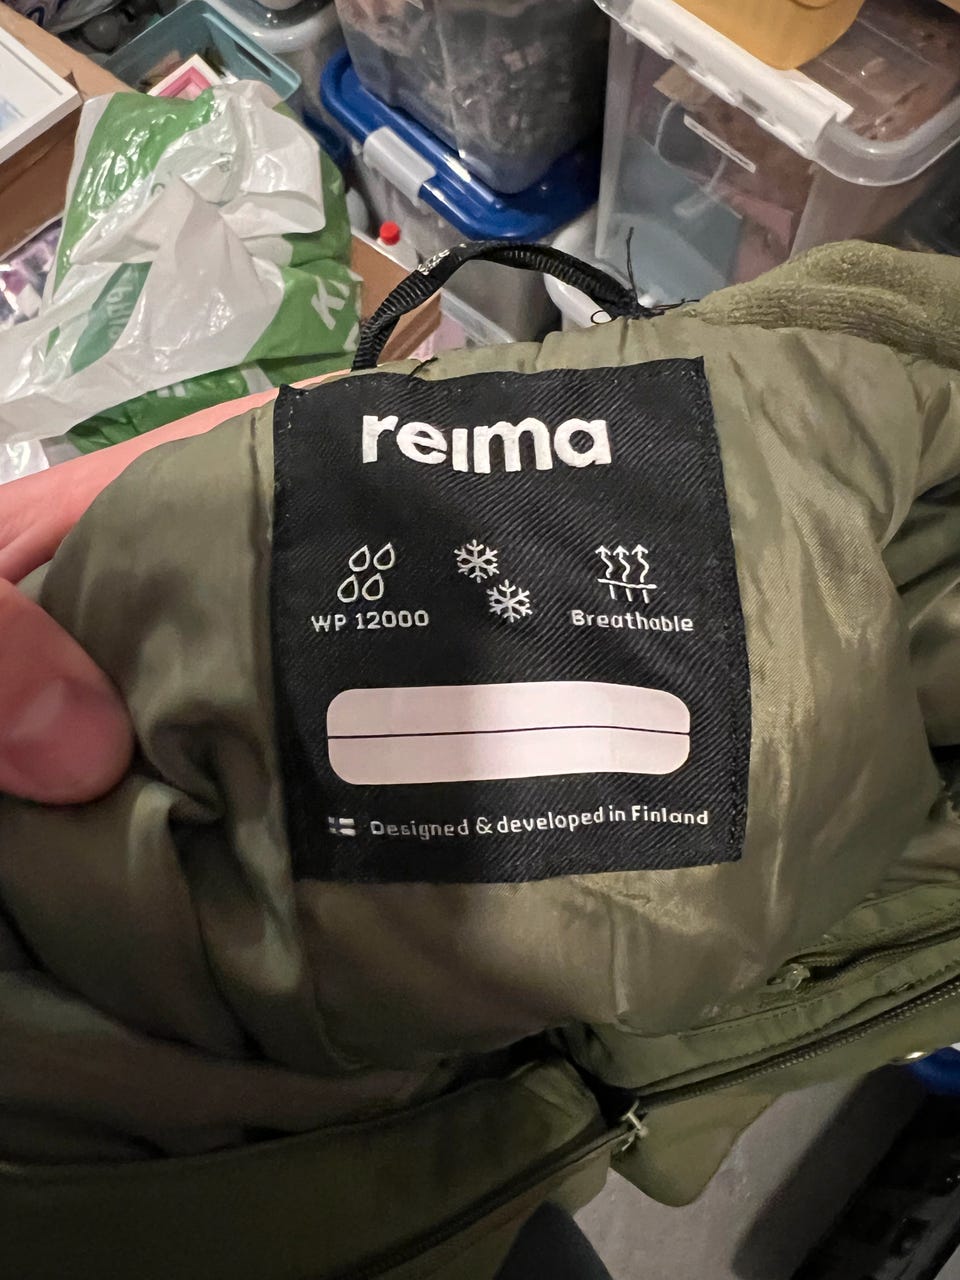 reima
WP 12000
Breathable
Designed & developed in Finland